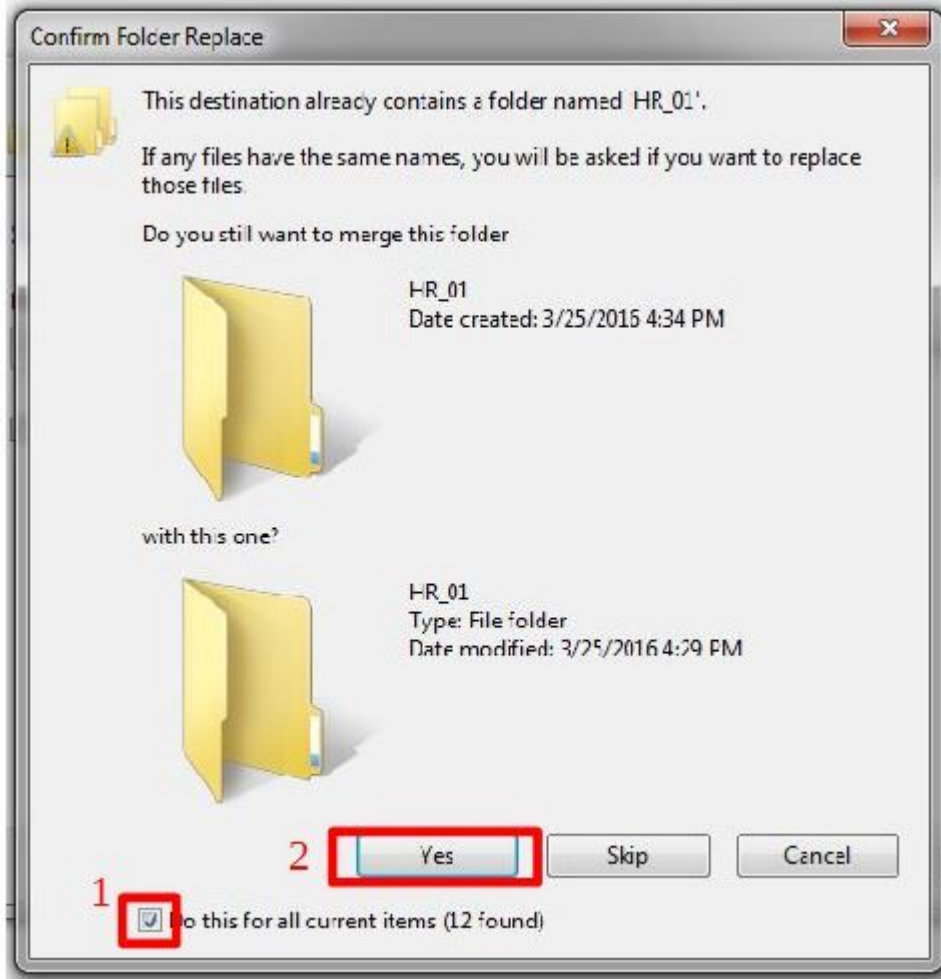 Confirm Folder Replace
This destination already contains a folder named 'HR_01'.
If any files have the same names, you will be asked if you want to replace
those files.
Do you still want to merge this folder
HR_01
Date created: 3/25/2016 4:34 PM
with this one?
HR_01
Type: File folder
Date modified: 3/25/2016 4:29 PM
2
Yes
Skip
Cancel
1
Do this for all current items (12 found)